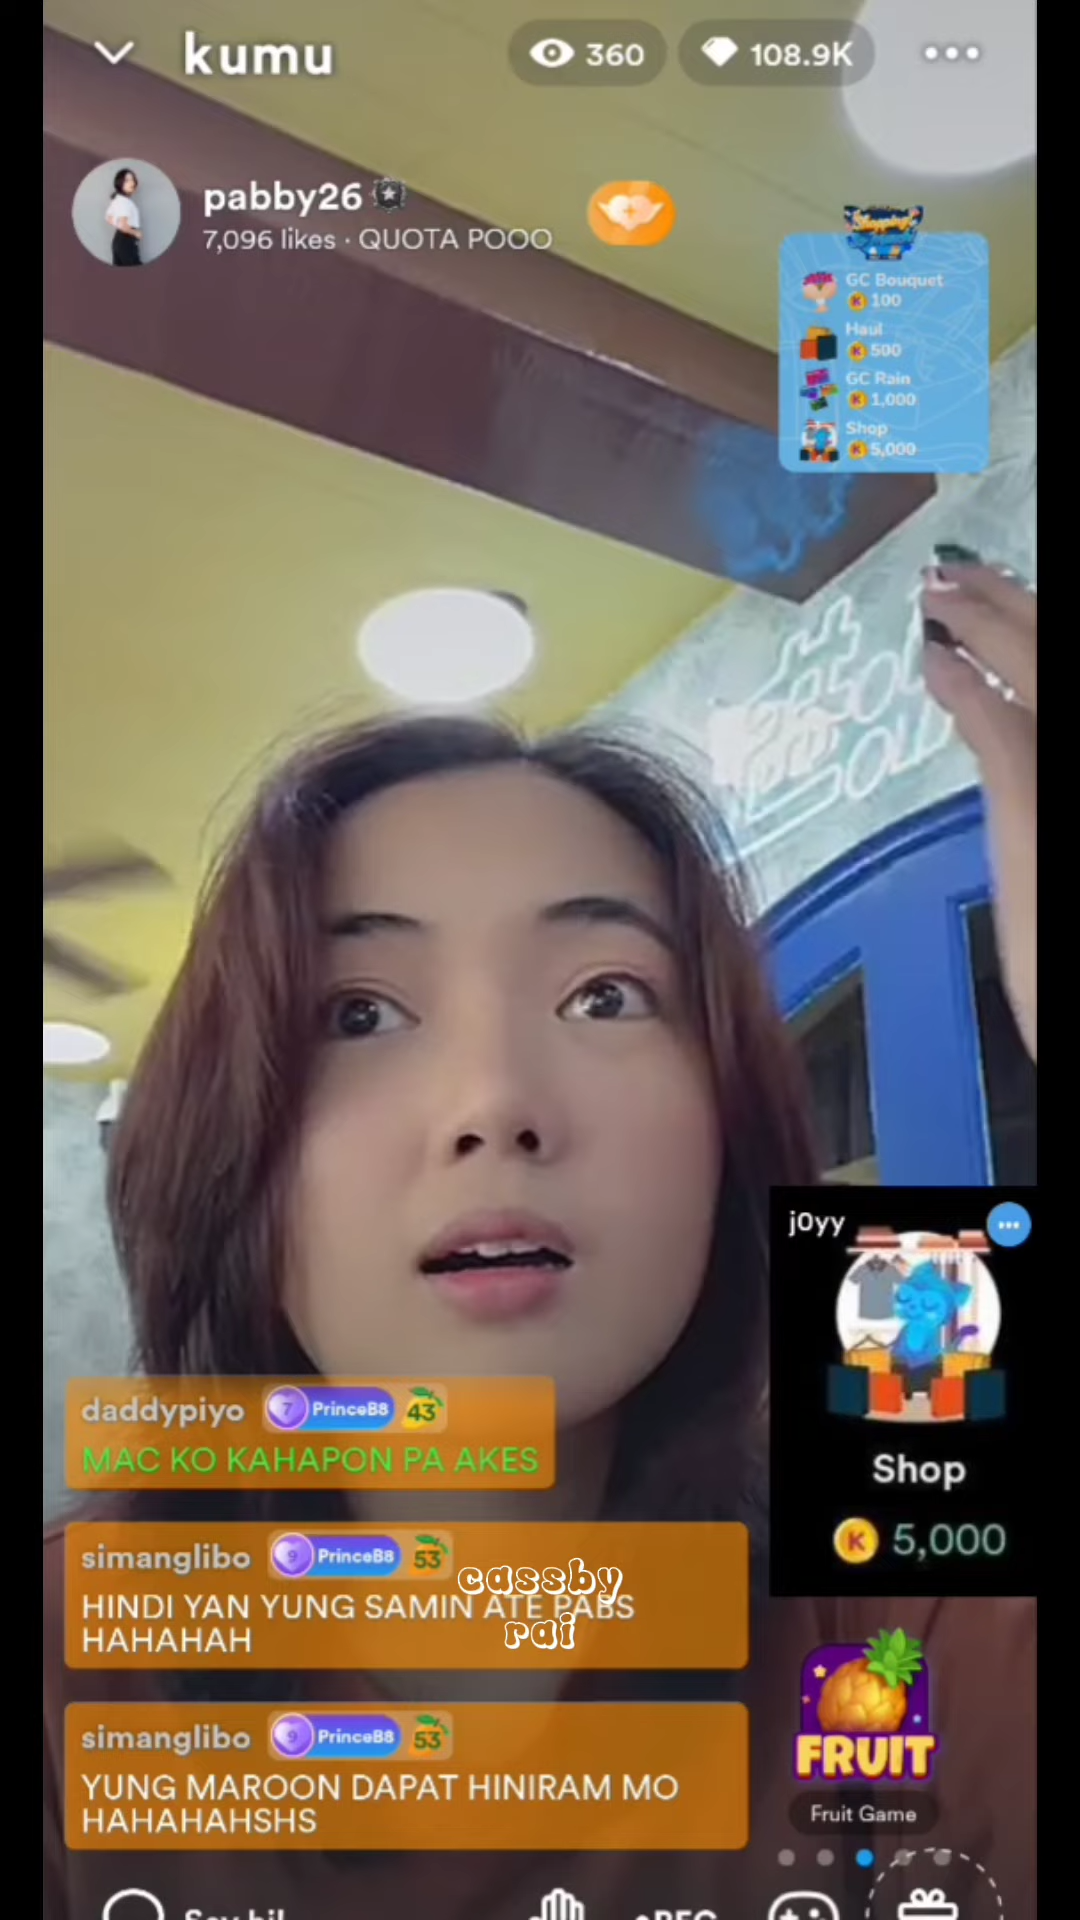 kumu
360
108.9K
pabby26
7,096 likes · QUOTA POOO
GC Bouquet
K 100
Haul
K 500
GC Rain
K 1,000
Shop
K 5,000
j0yy
Shop
K 5,000
daddypiyo 7 PrinceB8 43
MAC KO KAHAPON PA AKES
simanglibo 9 PrinceB8 53
HINDI YAN YUNG SAMIN ATE PABS
HAHAHAH
cassby
rai
simanglibo 9 PrinceB8 53
YUNG MAROON DAPAT HINIRAM MO
HAHAHAHSHS
FRUIT
Fruit Game